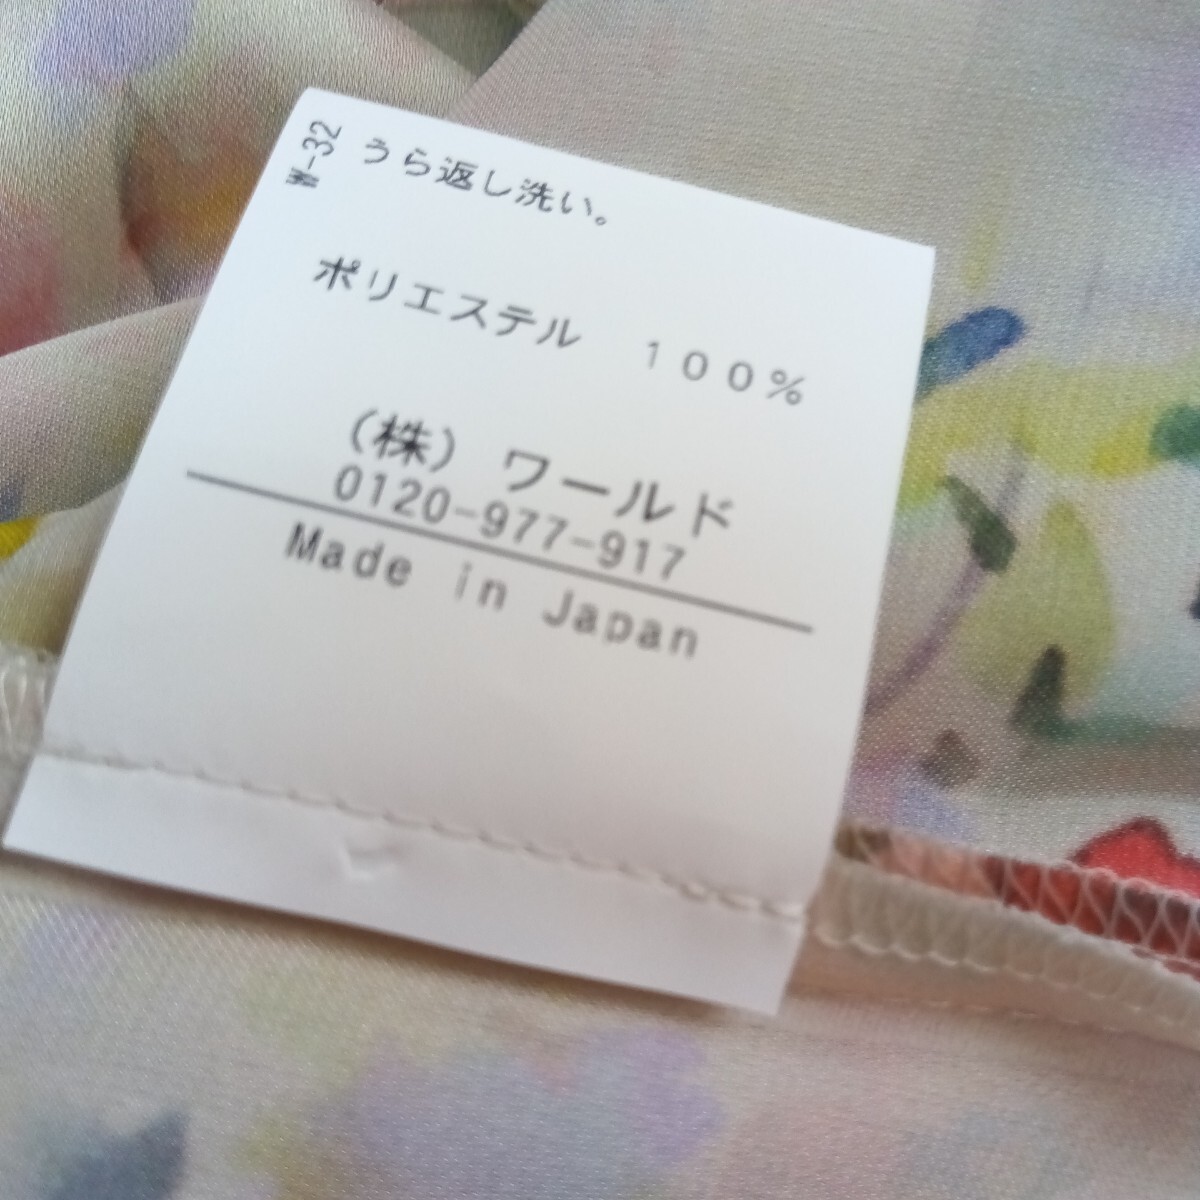 W-32
うら返し洗い。
ポリエステル　１００％
（株）ワールド
0120-977-917
Made in Japan